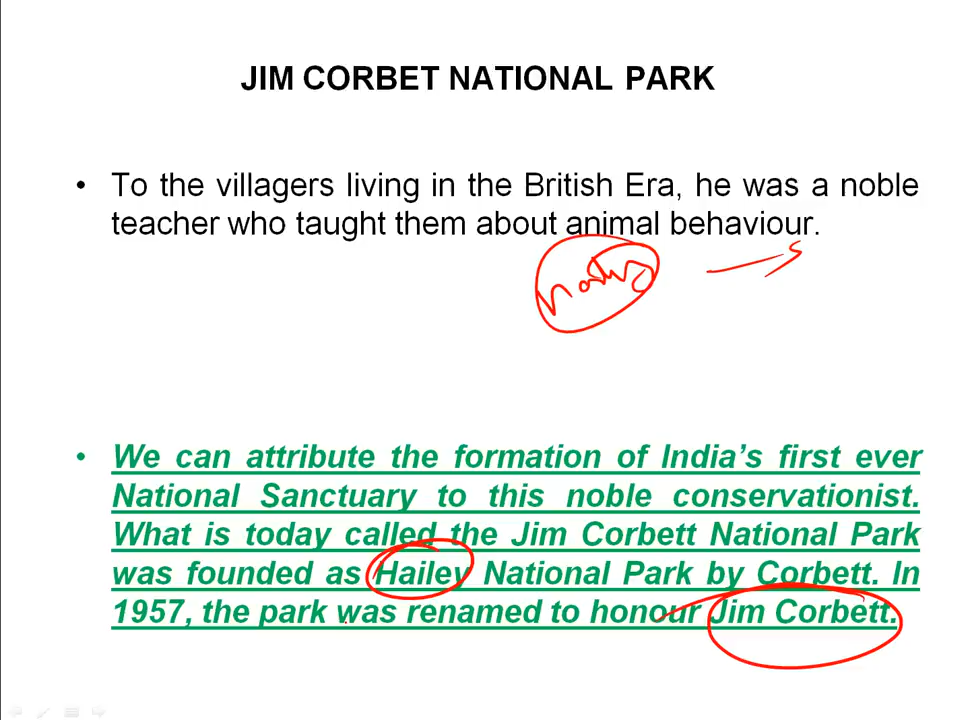 JIM CORBET NATIONAL PARK
• To the villagers living in the British Era, he was a noble
teacher who taught them about animal behaviour.
• We can attribute the formation of India's first ever
National Sanctuary to this noble conservationist.
What is today called the Jim Corbett National Park
was founded as Hailey National Park by Corbett. In
1957, the park was renamed to honour Jim Corbett.